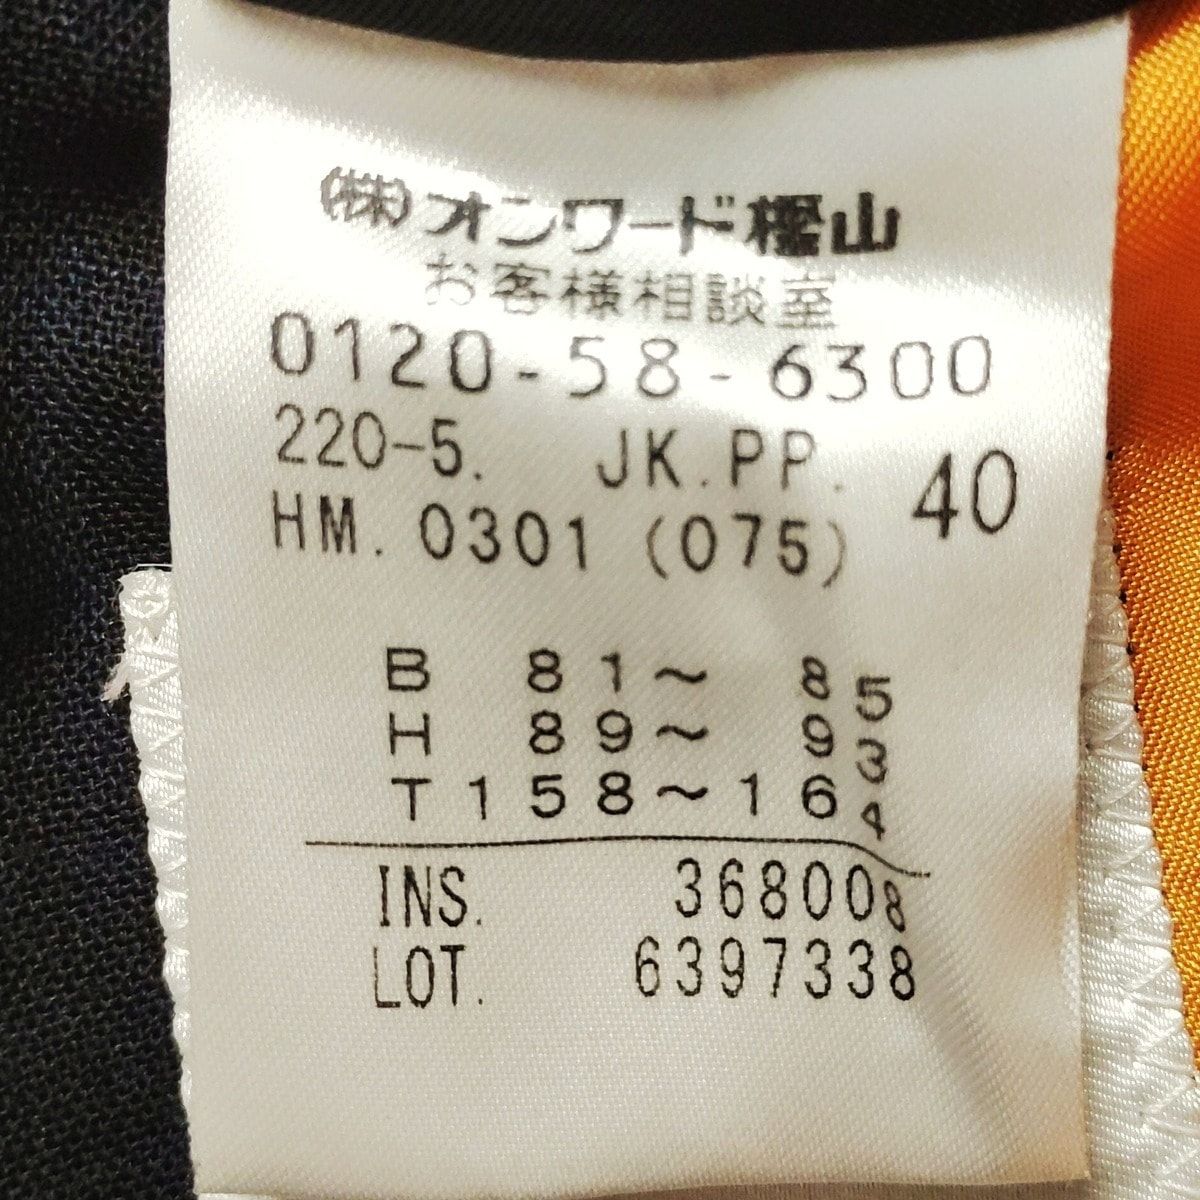 (株)オンワード樫山
お客様相談室
0120-58-6300
220-5. JK.PP. 40
HM. 0301 (075)
B 81～ 85
H 89～ 93
T158～164
INS. 368008
LOT. 6397338